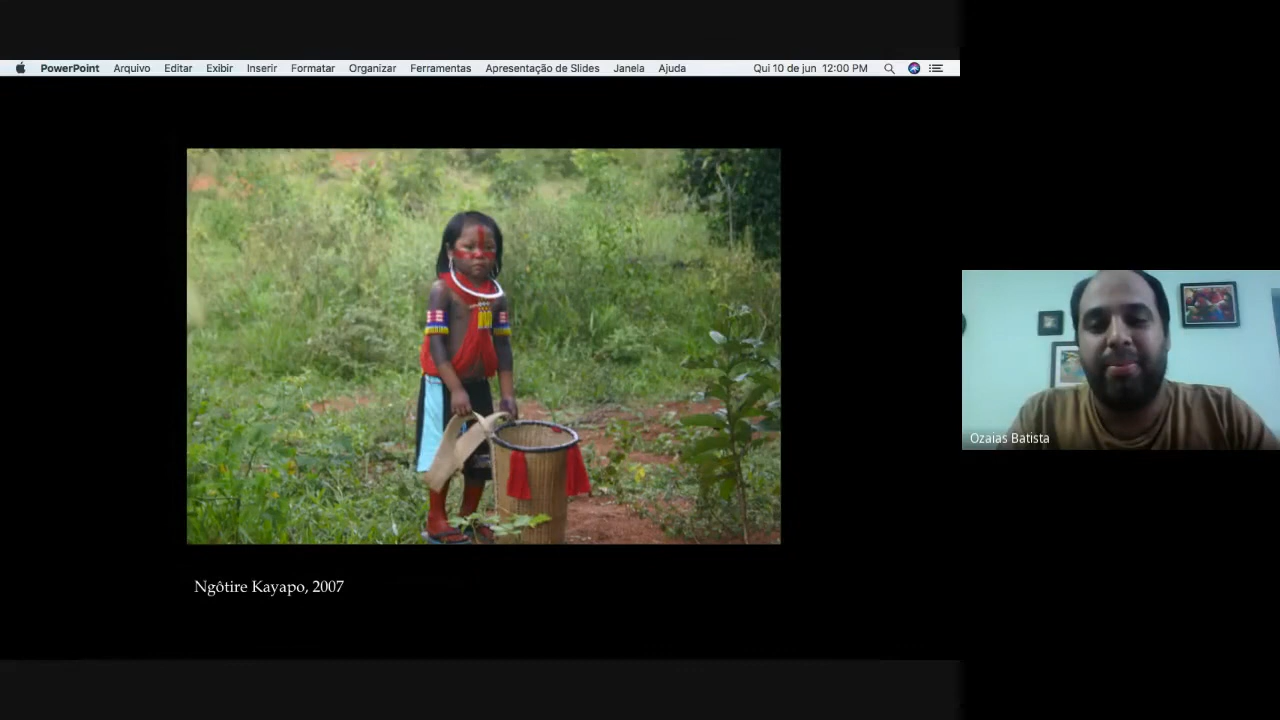 PowerPoint Arquivo Editar Exibir Inserir Formatar Organizar Ferramentas Apresentação de Slides Janela Ajuda Qui 10 de jun 12:00 PM
Ozaias Batista
Ngôtire Kayapo, 2007